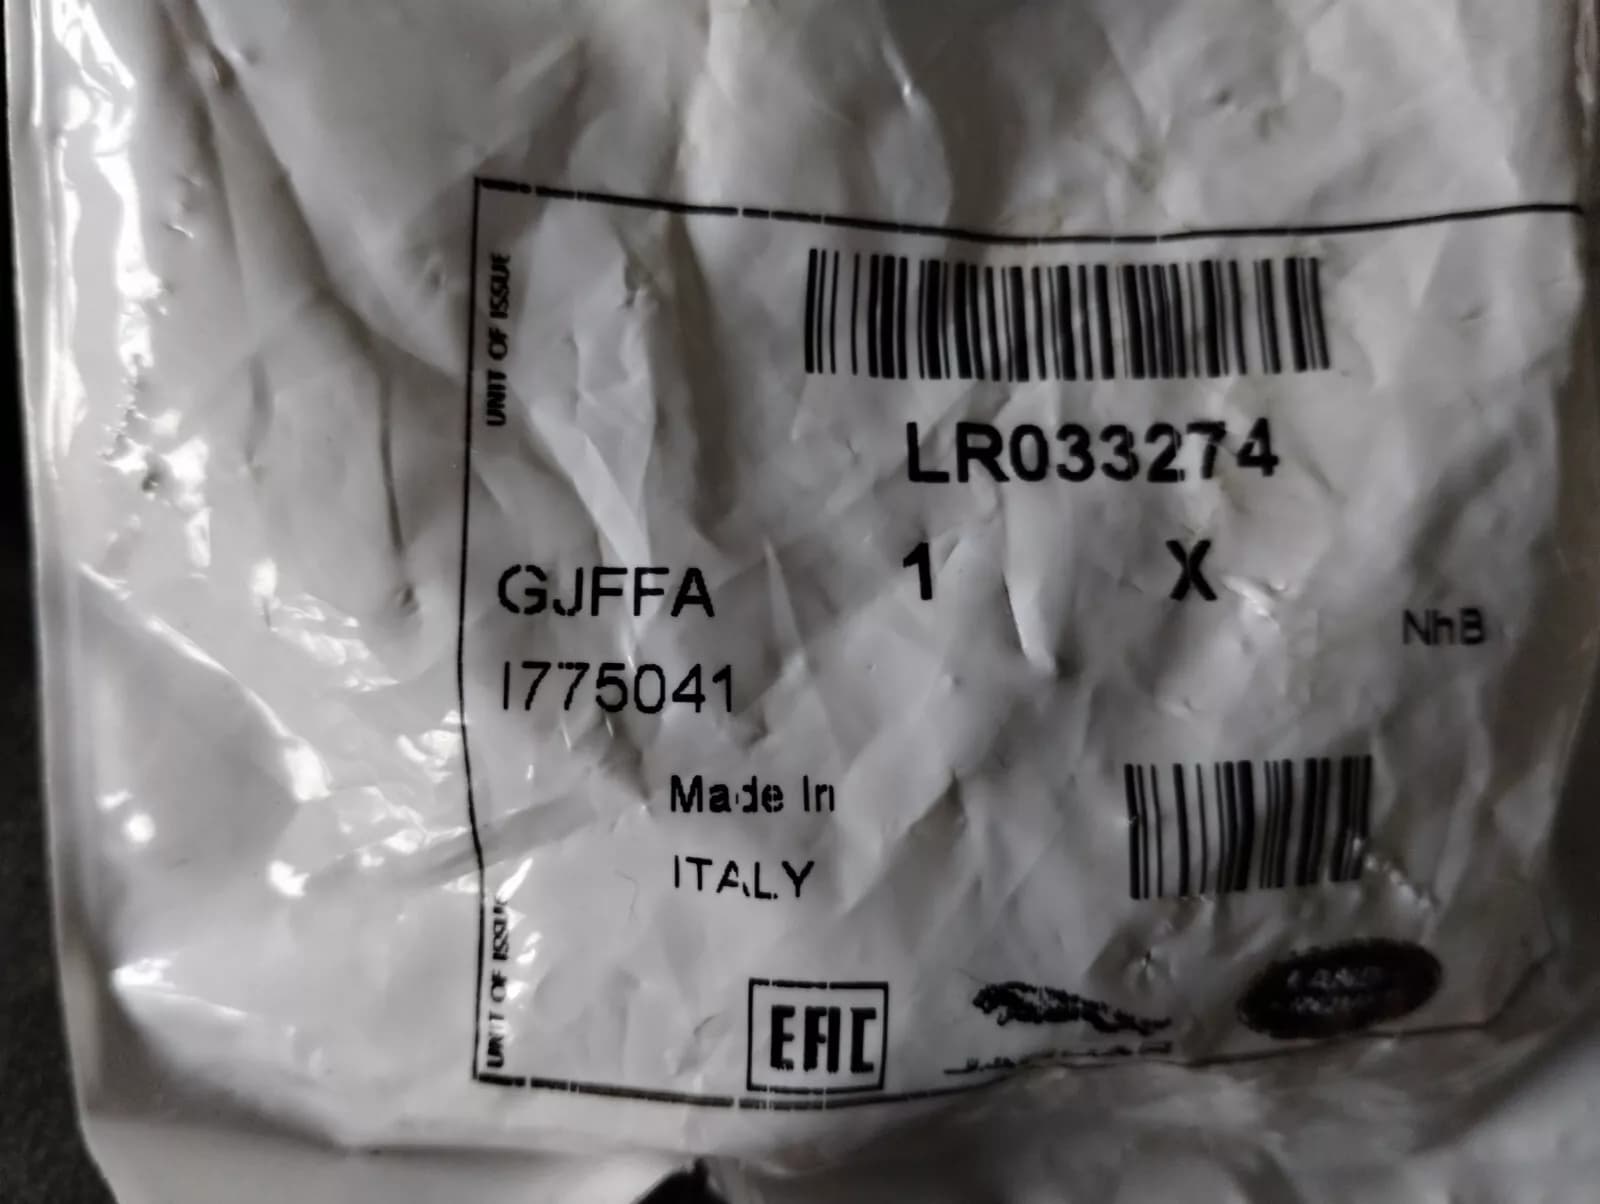 UNIT OF ISSUE
LR033274
GJFFA 1 X
NhB
I775041
Made In
ITALY
UNIT OF ISSUE
EAC